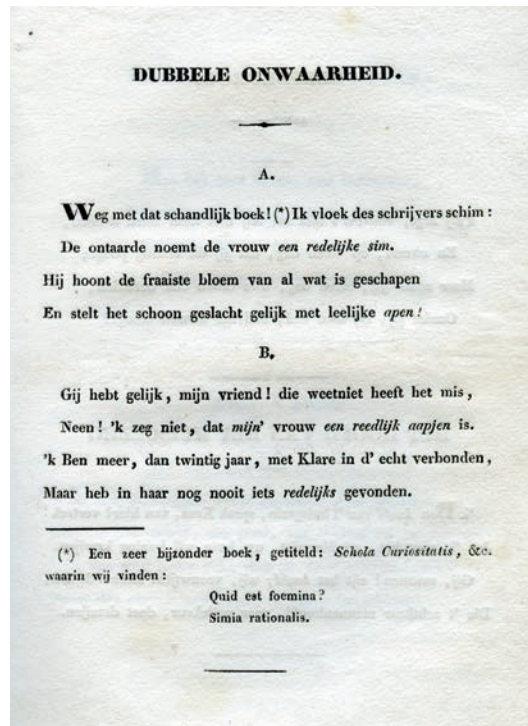 DUBBELE ONWAARHEID.
A.
Weg met dat schandlijk boek! (*) Ik vloek des schrijvers schim:
De ontaarde noemt de vrouw een redelijke sim.
Hij hoont de fraaiste bloem van al wat is geschapen
En stelt het schoon geslacht gelijk met leelijke apen!
B.
Gij hebt gelijk, mijn vriend! die weetniet heeft het mis,
Neen! 'k zeg niet, dat mijn' vrouw een reedlijk aapjen is.
'k Ben meer, dan twintig jaar, met Klare in d' echt verbonden,
Maar heb in haar nog nooit iets redelijks gevonden.
(*) Een zeer bijzonder boek, getiteld: Schola Curiositatis, &c.
waarin wij vinden:
Quid est foemina?
Simia rationalis.